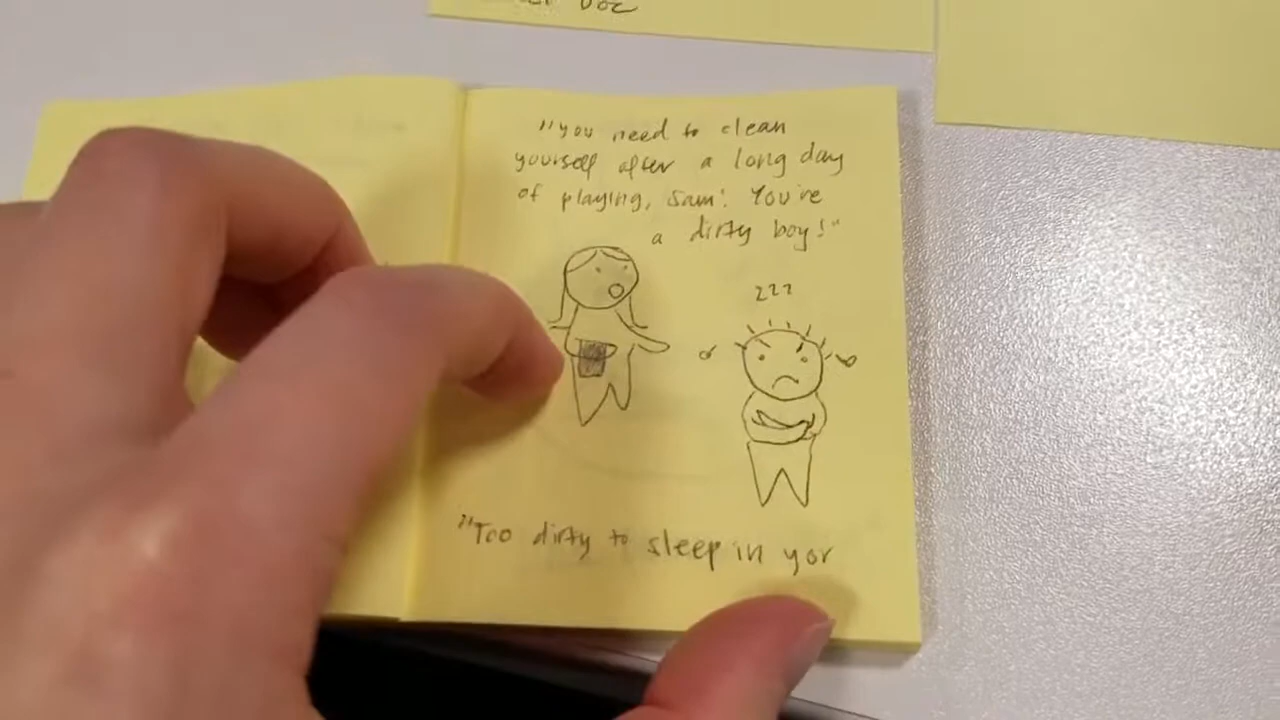 Doc
"you need to clean
yourself after a long day
of playing, Sam! You're
a dirty boy!"
zzz
"Too dirty to sleep in yor